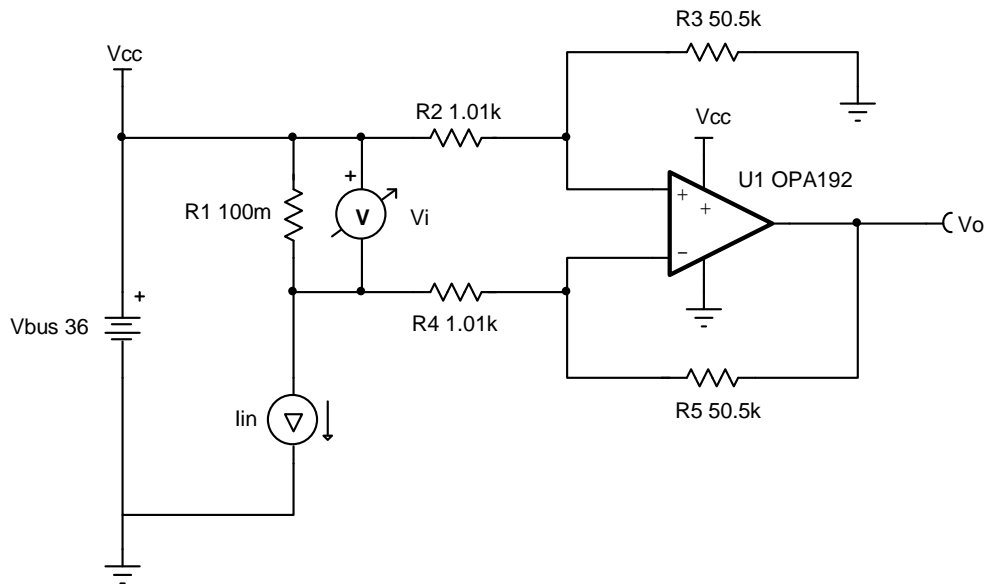 R3 50.5k
Vcc
R2 1.01k
Vcc
U1 OPA192
+
R1 100m
V
Vi
+
+
−
Vo
+
Vbus 36
R4 1.01k
R5 50.5k
Iin